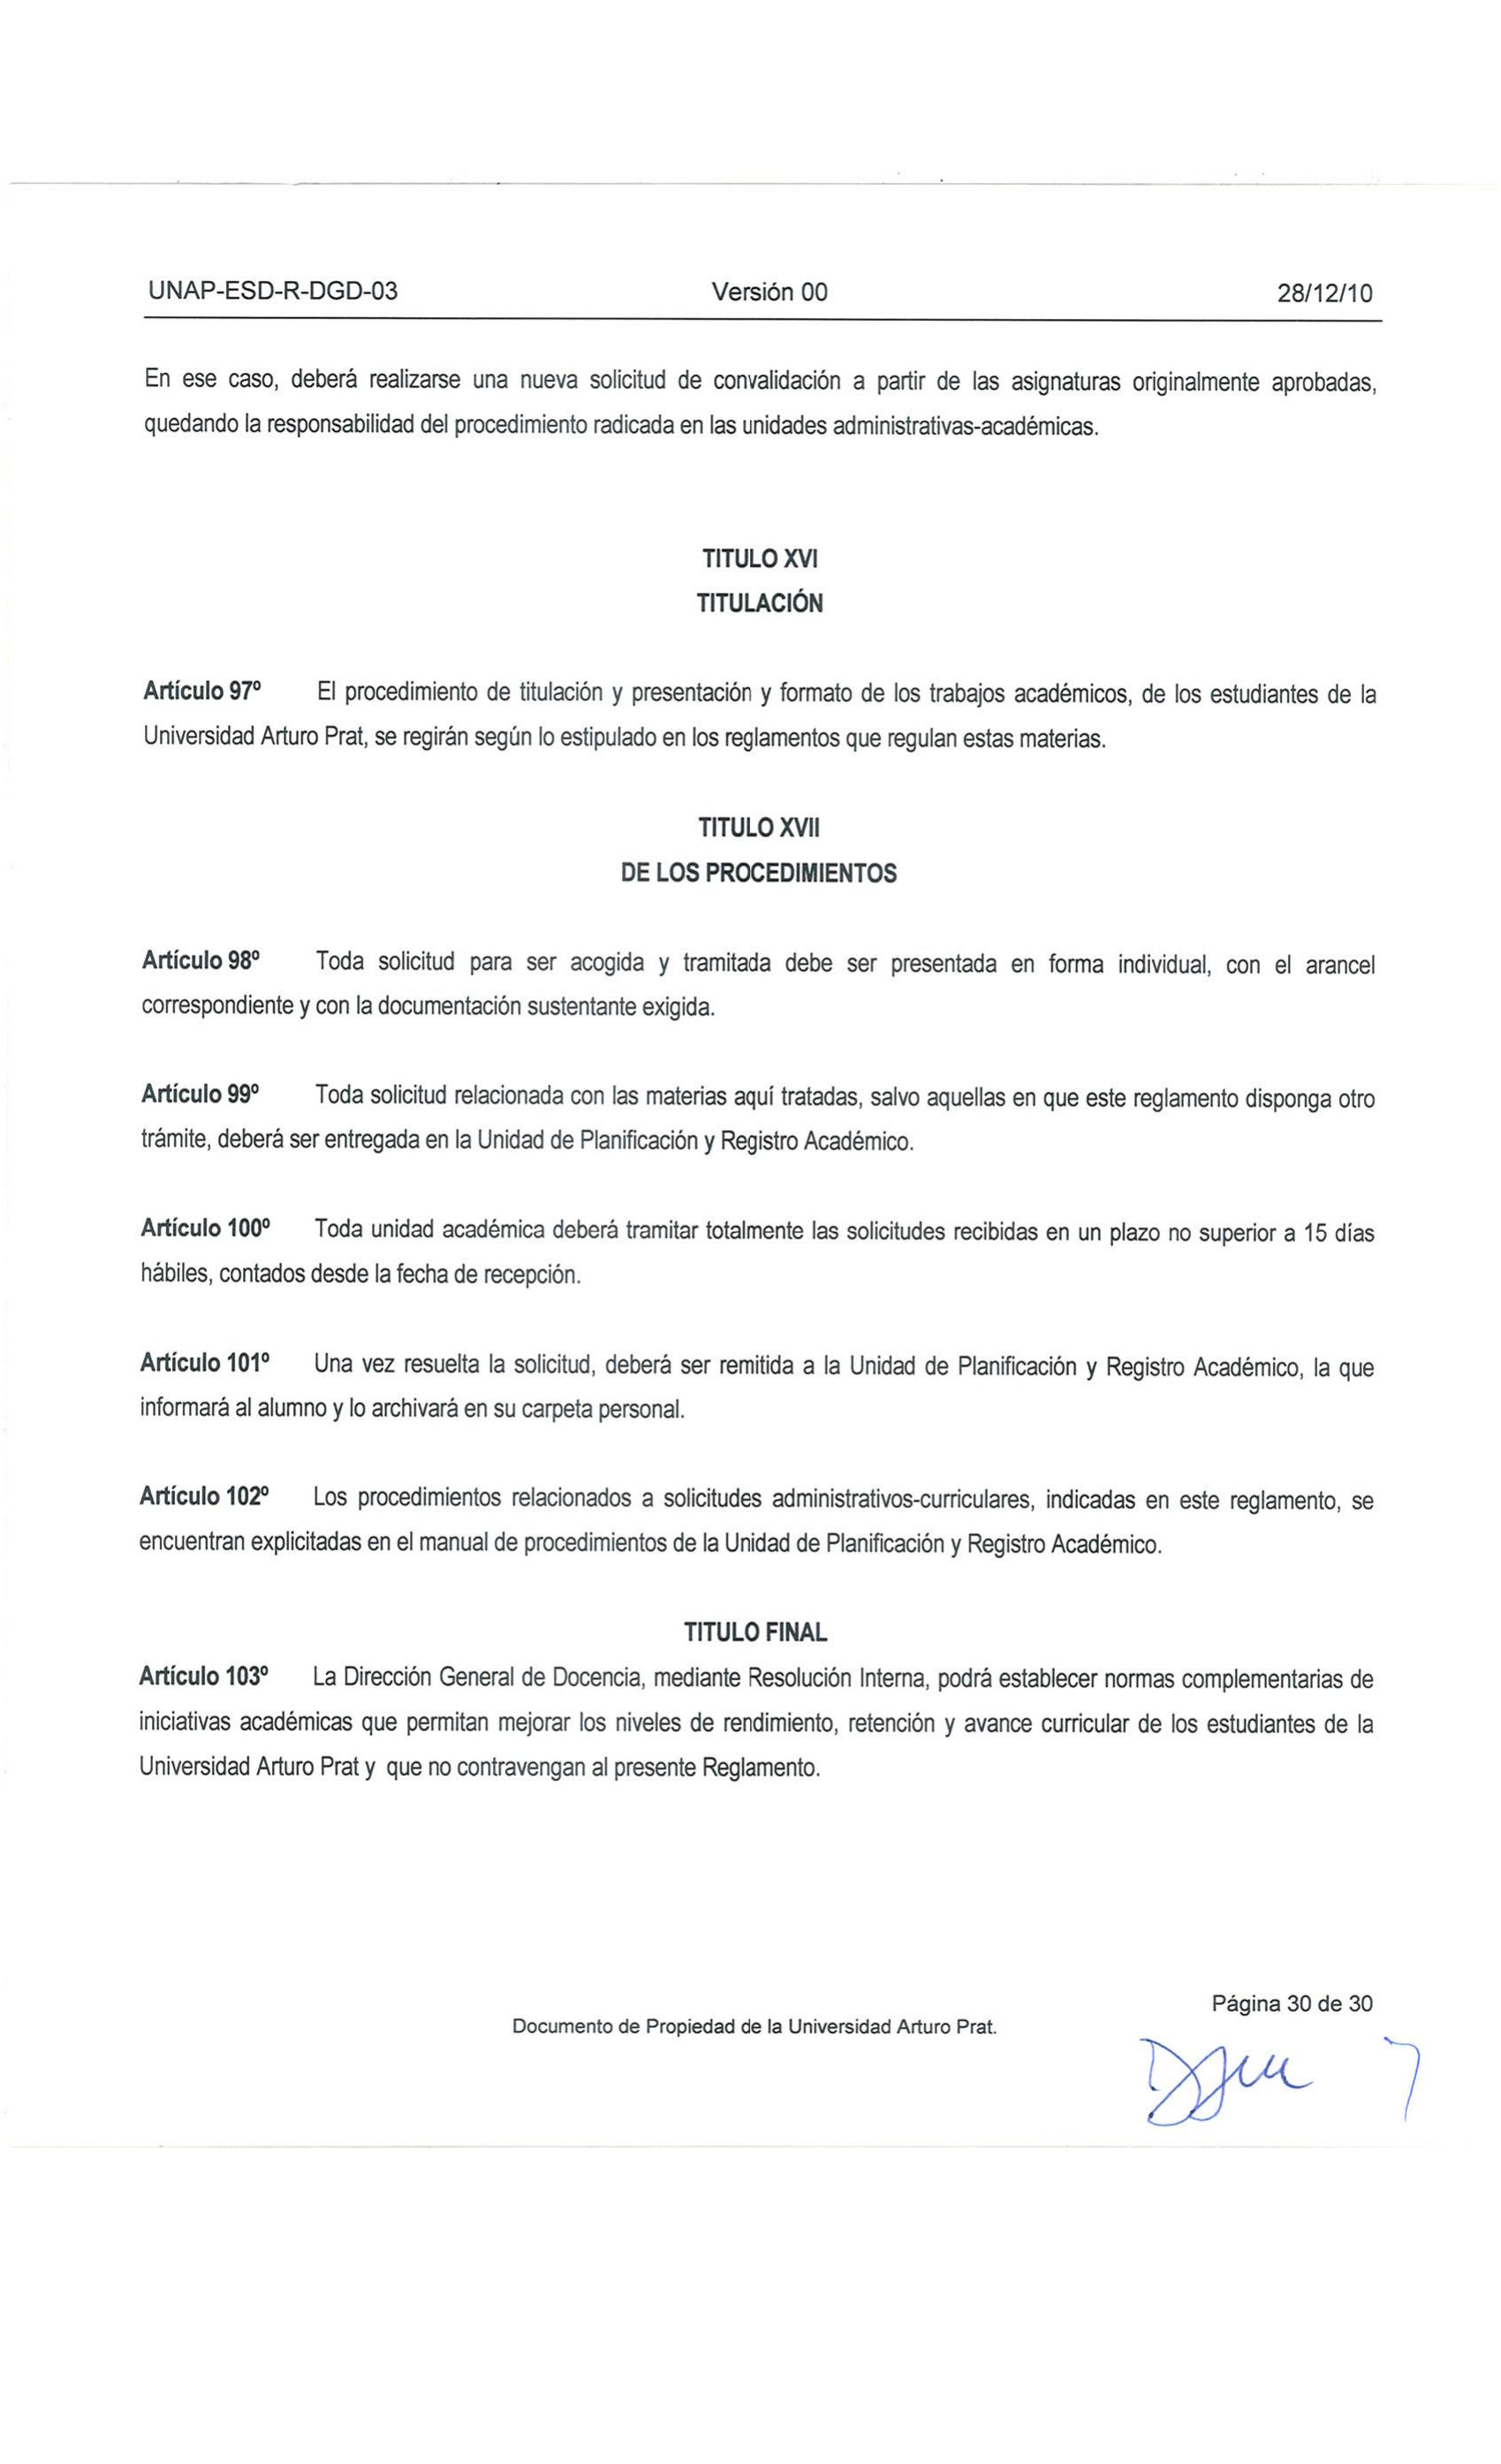 UNAP-ESD-R-DGD-03 Versión 00 28/12/10
En ese caso, deberá realizarse una nueva solicitud de convalidación a partir de las asignaturas originalmente aprobadas,
quedando la responsabilidad del procedimiento radicada en las unidades administrativas-académicas.
TITULO XVI
TITULACIÓN
Artículo 97º El procedimiento de titulación y presentación y formato de los trabajos académicos, de los estudiantes de la
Universidad Arturo Prat, se regirán según lo estipulado en los reglamentos que regulan estas materias.
TITULO XVII
DE LOS PROCEDIMIENTOS
Artículo 98º Toda solicitud para ser acogida y tramitada debe ser presentada en forma individual, con el arancel
correspondiente y con la documentación sustentante exigida.
Artículo 99º Toda solicitud relacionada con las materias aquí tratadas, salvo aquellas en que este reglamento disponga otro
trámite, deberá ser entregada en la Unidad de Planificación y Registro Académico.
Artículo 100º Toda unidad académica deberá tramitar totalmente las solicitudes recibidas en un plazo no superior a 15 días
hábiles, contados desde la fecha de recepción.
Artículo 101º Una vez resuelta la solicitud, deberá ser remitida a la Unidad de Planificación y Registro Académico, la que
informará al alumno y lo archivará en su carpeta personal.
Artículo 102º Los procedimientos relacionados a solicitudes administrativos-curriculares, indicadas en este reglamento, se
encuentran explicitadas en el manual de procedimientos de la Unidad de Planificación y Registro Académico.
TITULO FINAL
Artículo 103º La Dirección General de Docencia, mediante Resolución Interna, podrá establecer normas complementarias de
iniciativas académicas que permitan mejorar los niveles de rendimiento, retención y avance curricular de los estudiantes de la
Universidad Arturo Prat y que no contravengan al presente Reglamento.
Página 30 de 30
Documento de Propiedad de la Universidad Arturo Prat.